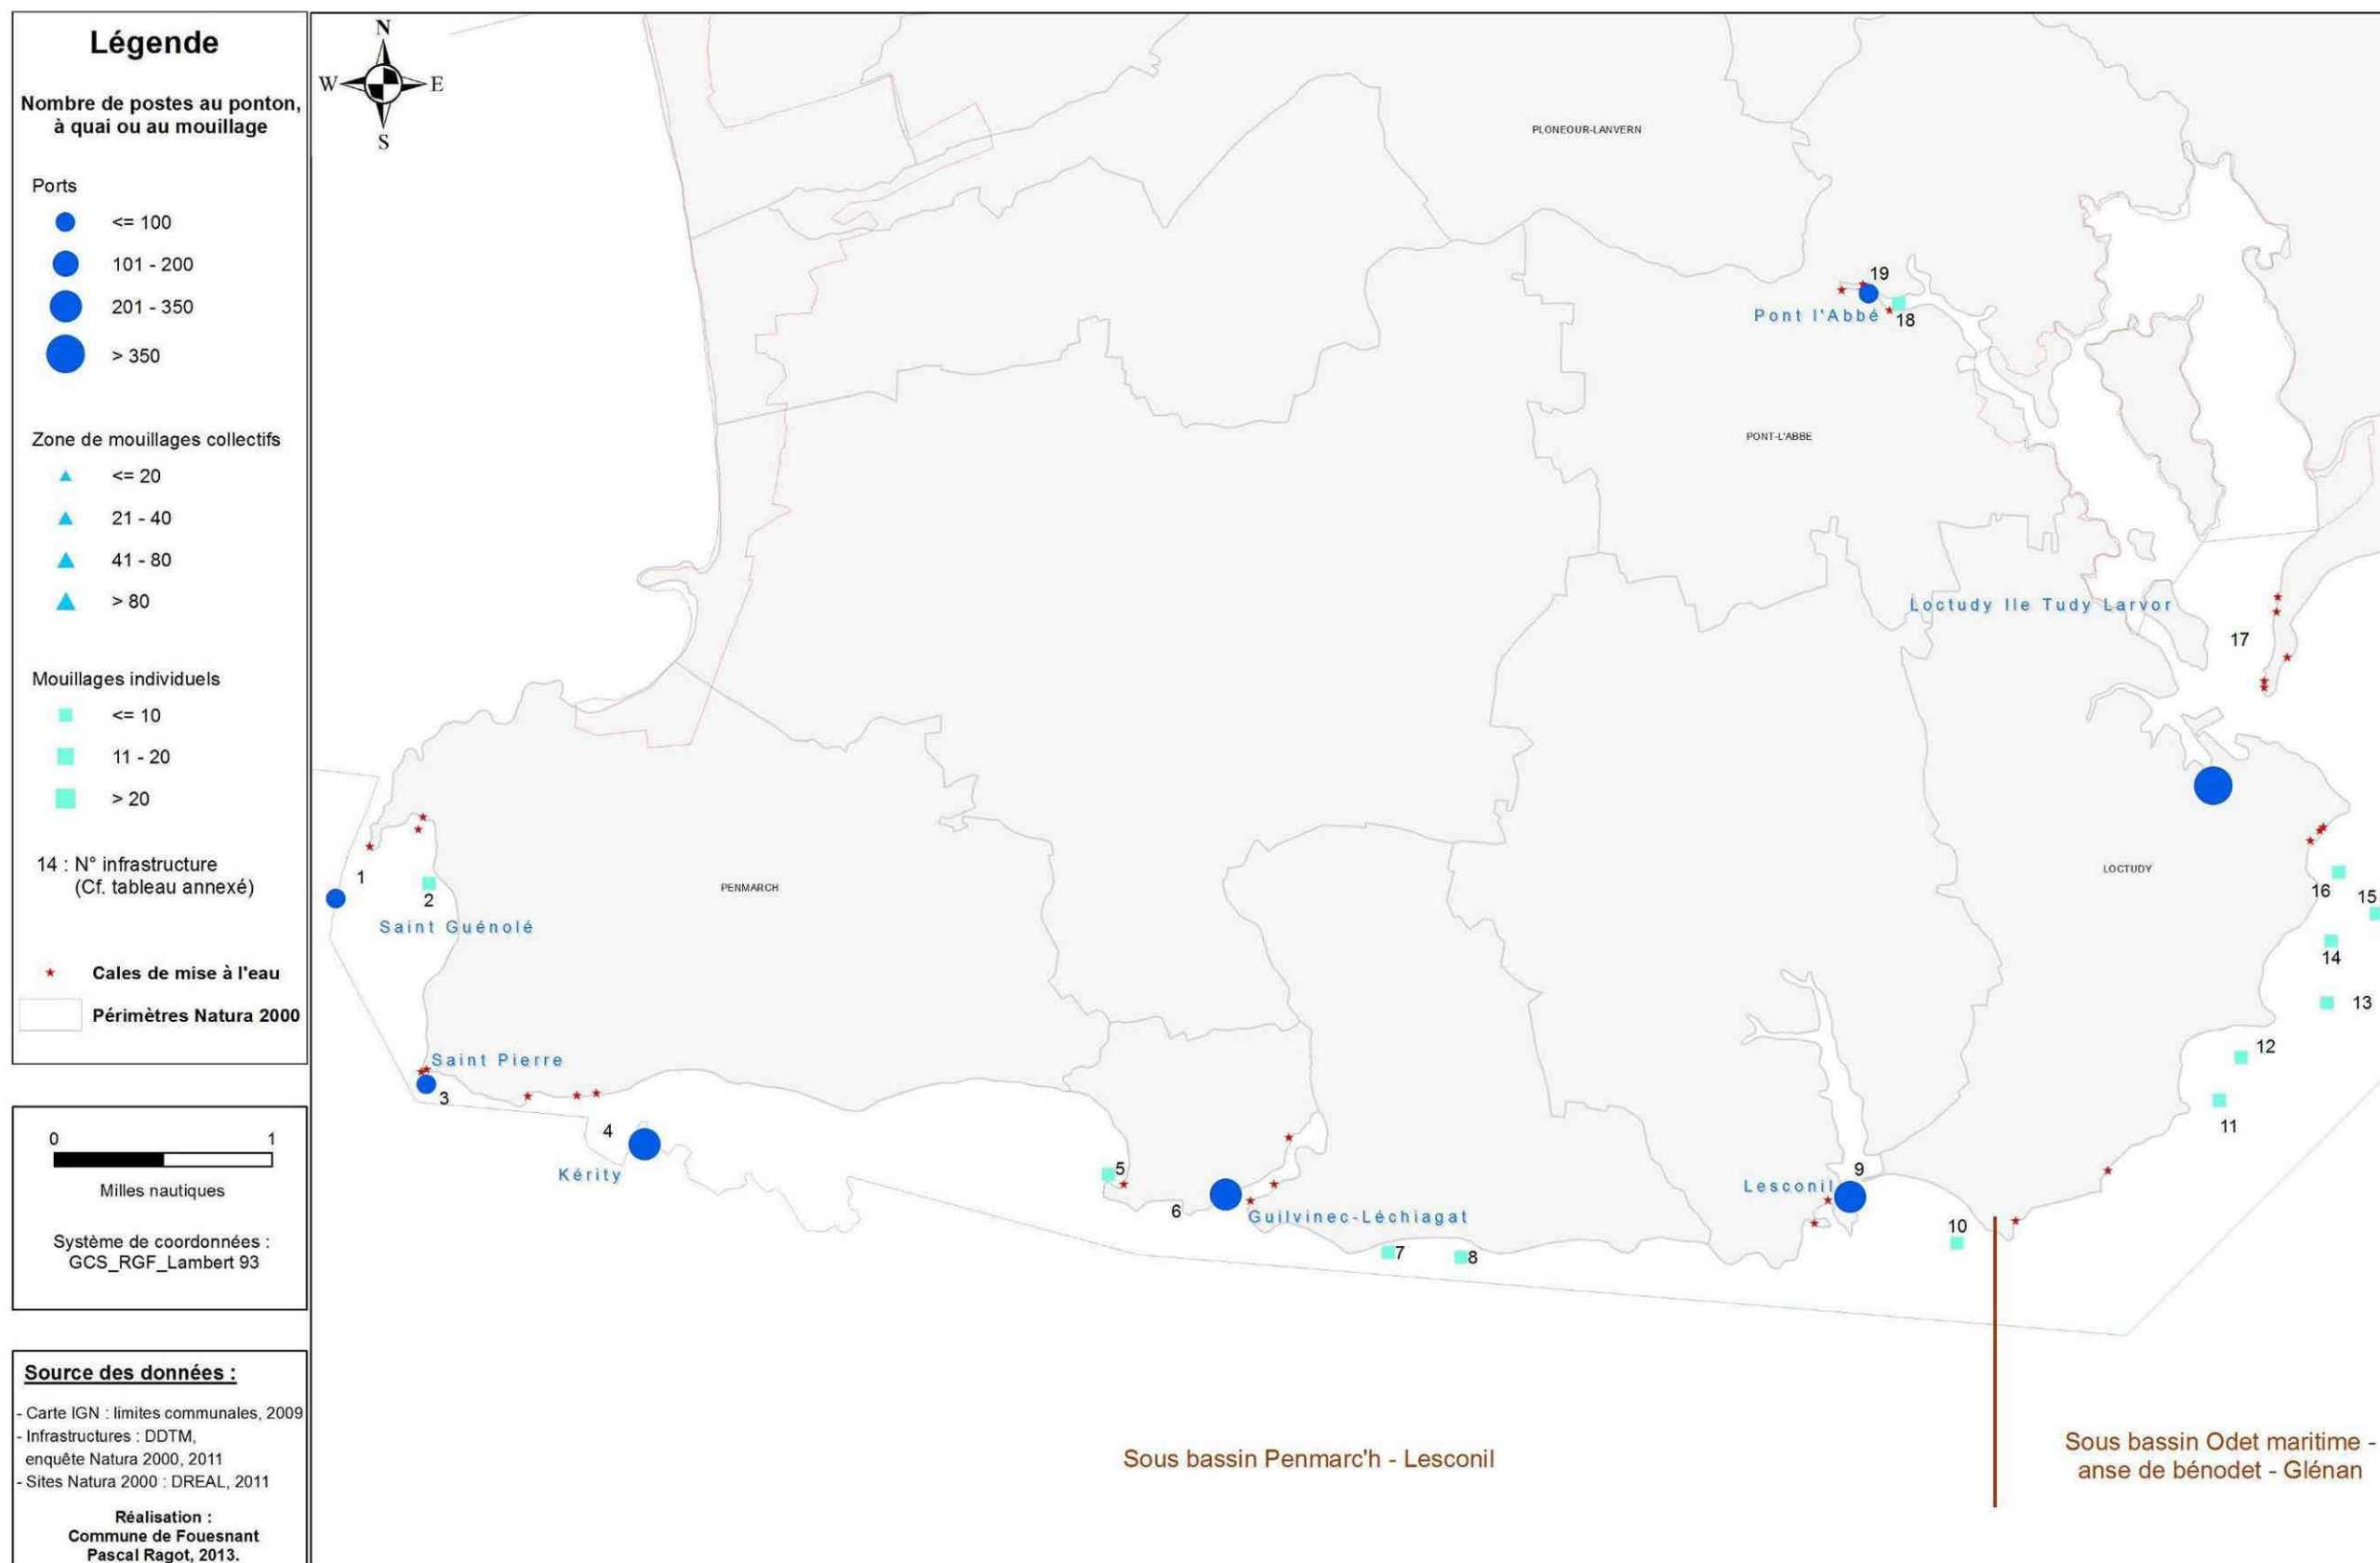 Légende
Nombre de postes au ponton,
à quai ou au mouillage
Ports
<= 100
101 - 200
201 - 350
> 350
Zone de mouillages collectifs
<= 20
21 - 40
41 - 80
> 80
Mouillages individuels
<= 10
11 - 20
> 20
14 : N° infrastructure
(Cf. tableau annexé)
Cales de mise à l'eau
Périmètres Natura 2000
0 1
Milles nautiques
Système de coordonnées :
GCS_RGF_Lambert 93
Source des données :
- Carte IGN : limites communales, 2009
- Infrastructures : DDTM,
enquête Natura 2000, 2011
- Sites Natura 2000 : DREAL, 2011
Réalisation :
Commune de Fouesnant
Pascal Ragot, 2013.
N
W E
S
PLONEOUR-LANVERN
19
Pont l'Abbé
18
PONT-L'ABBE
Loctudy Ile Tudy Larvor
17
LOCTUDY
PENMARCH
1
2
Saint Guénolé
16
15
14
13
12
11
Saint Pierre
3
4
Kérity
5
6
Guilvinec-Léchiagat
7
8
9
Lesconil
10
Sous bassin Penmarc'h - Lesconil
Sous bassin Odet maritime -
anse de bénodet - Glénan